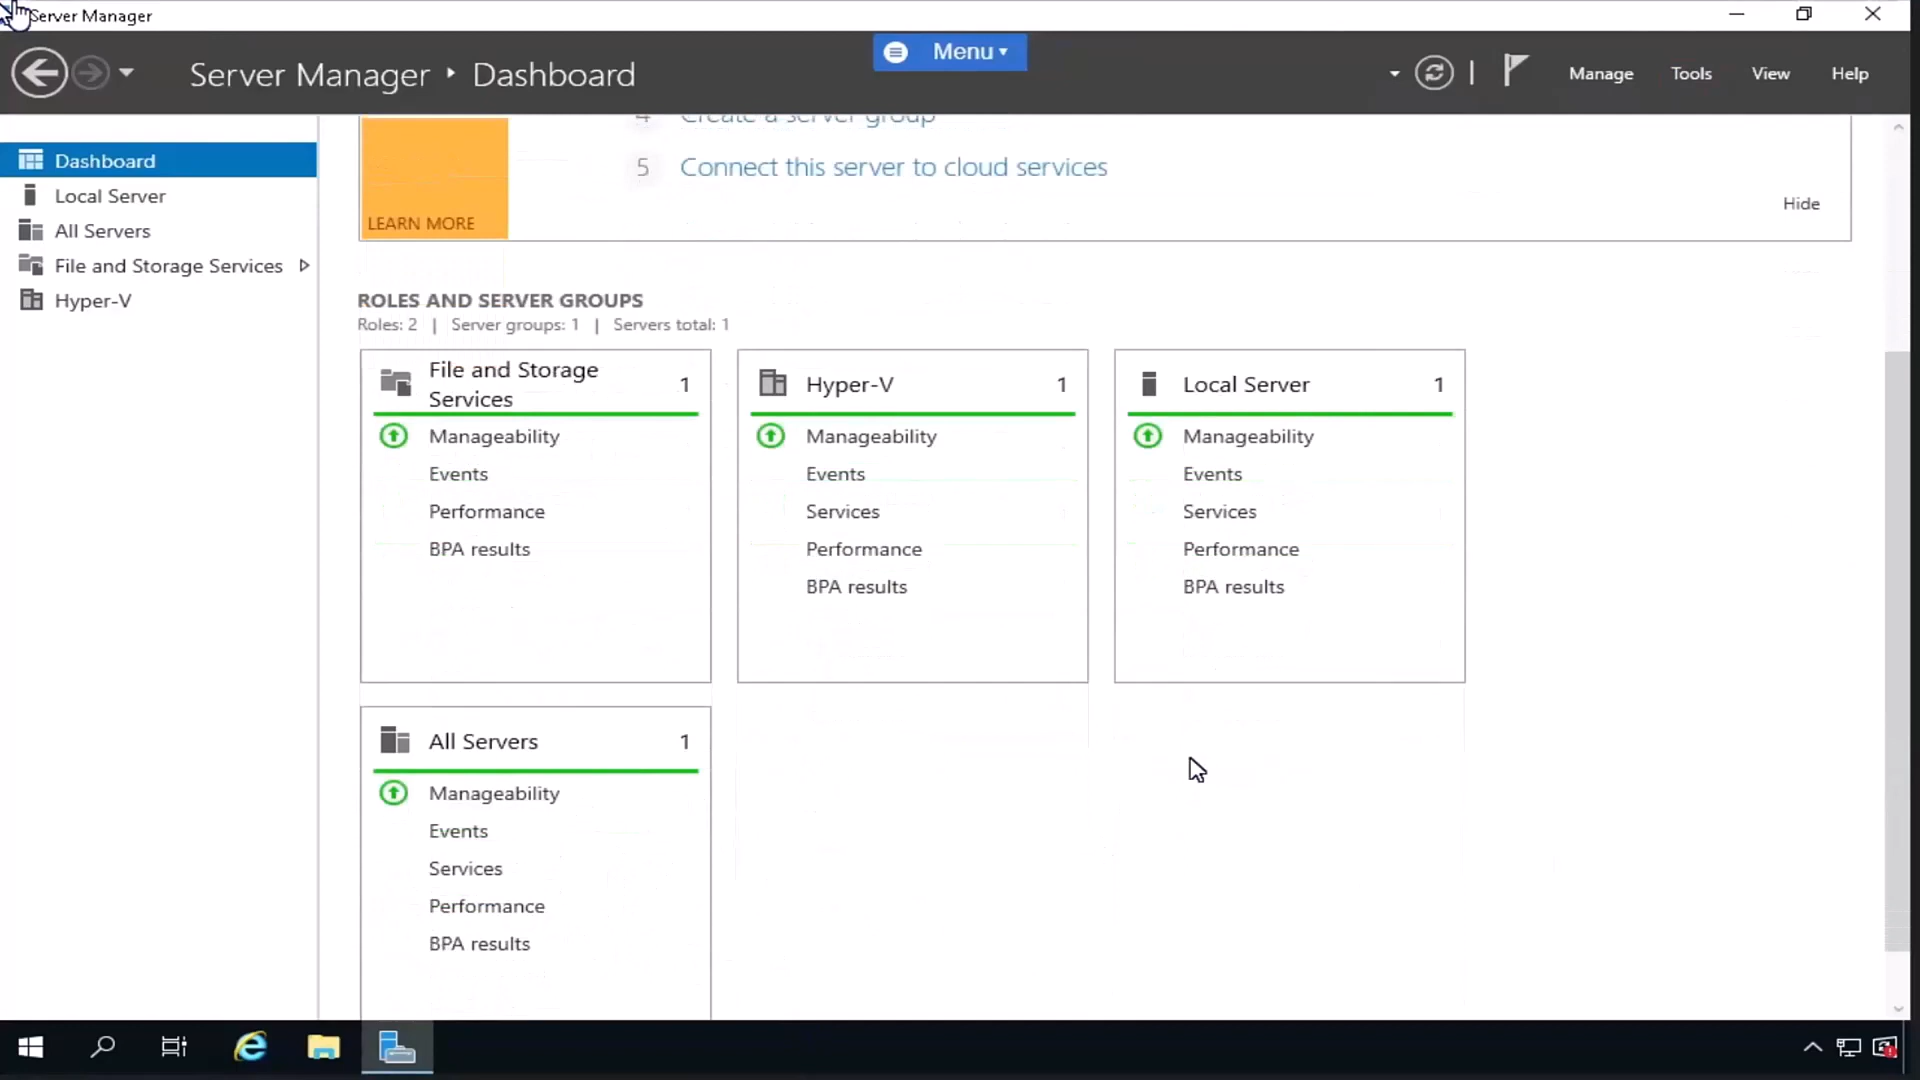 Server Manager
Server Manager ‣ Dashboard
Menu
Manage
Tools
View
Help
Dashboard
Local Server
All Servers
File and Storage Services
Hyper-V
4 Create a server group
5 Connect this server to cloud services
LEARN MORE
Hide
ROLES AND SERVER GROUPS
Roles: 2 | Server groups: 1 | Servers total: 1
File and Storage
Services
1
Manageability
Events
Performance
BPA results
Hyper-V 1
Manageability
Events
Services
Performance
BPA results
Local Server 1
Manageability
Events
Services
Performance
BPA results
All Servers 1
Manageability
Events
Services
Performance
BPA results